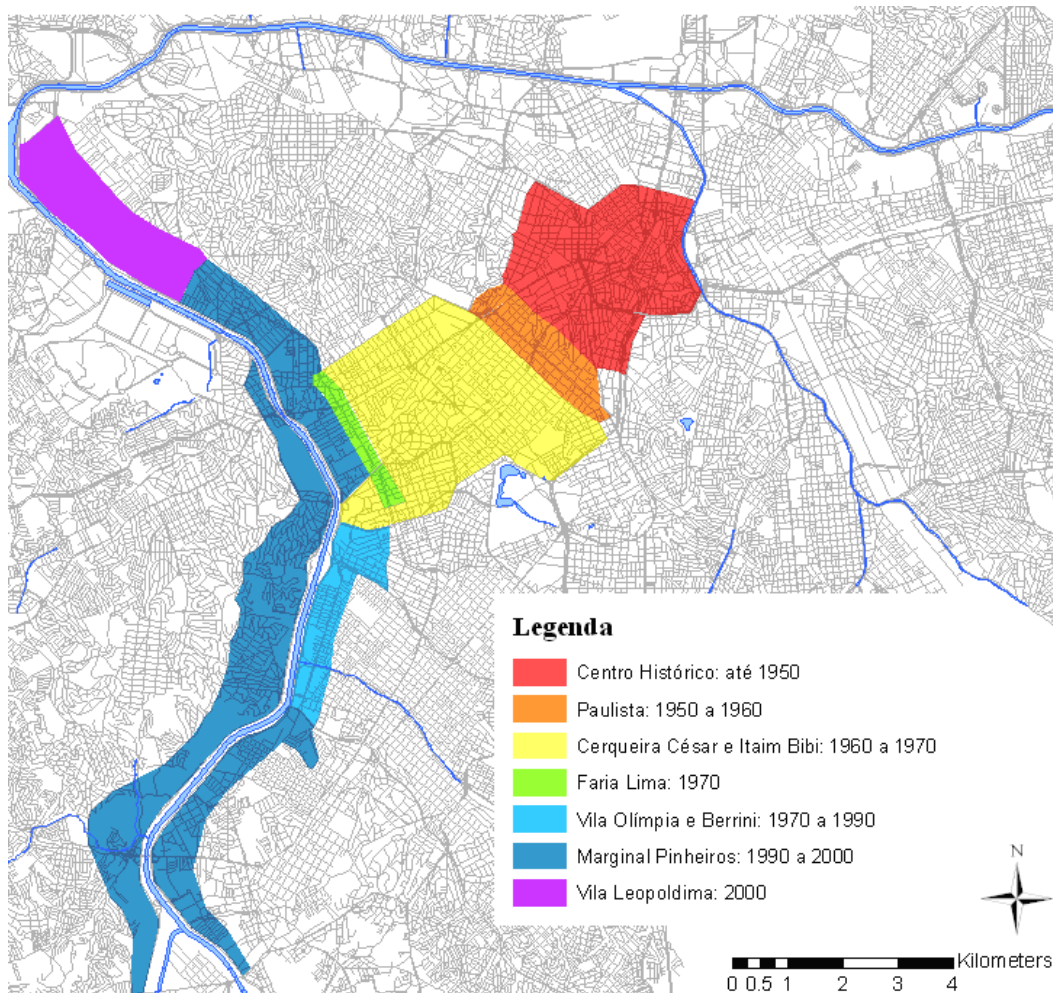 Legenda
Centro Histórico: até 1950
Paulista: 1950 a 1960
Cerqueira César e Itaim Bibi: 1960 a 1970
Faria Lima: 1970
Vila Olímpia e Berrini: 1970 a 1990
Marginal Pinheiros: 1990 a 2000
Vila Leopoldima: 2000
N
Kilometers
0 0.5 1 2 3 4